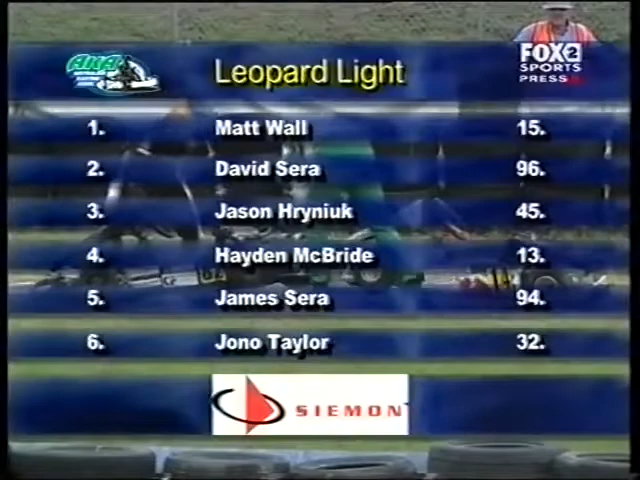 AKA
Leopard Light
FOX
SPORTS
PRESS
1. Matt Wall 15.
2. David Sera 96.
3. Jason Hryniuk 45.
4. Hayden McBride 13.
5. James Sera 94.
6. Jono Taylor 32.
SIEMON